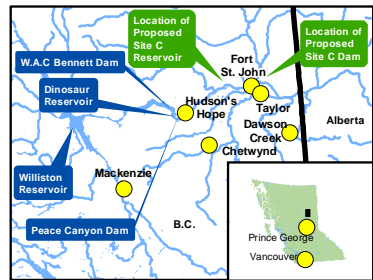 Location of
Proposed
Site C
Reservoir
Location of
Proposed
Site C Dam
Fort
St. John
W.A.C Bennett Dam
Dinosaur
Reservoir
Hudson's
Hope
Taylor
Dawson
Creek
Alberta
Chetwynd
Williston
Reservoir
Mackenzie
B.C.
Peace Canyon Dam
Prince George
Vancouver